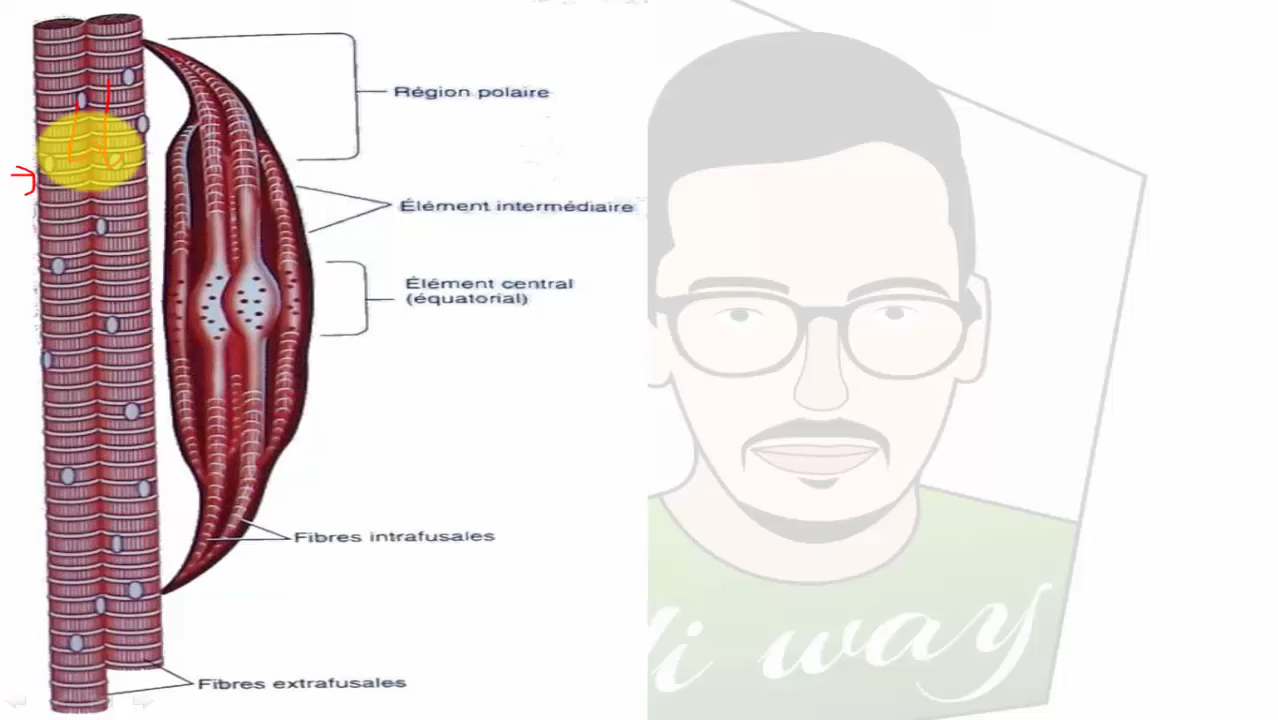 Région polaire
Élément intermédiaire
Élément central
(équatorial)
Fibres intrafusales
Fibres extrafusales
way